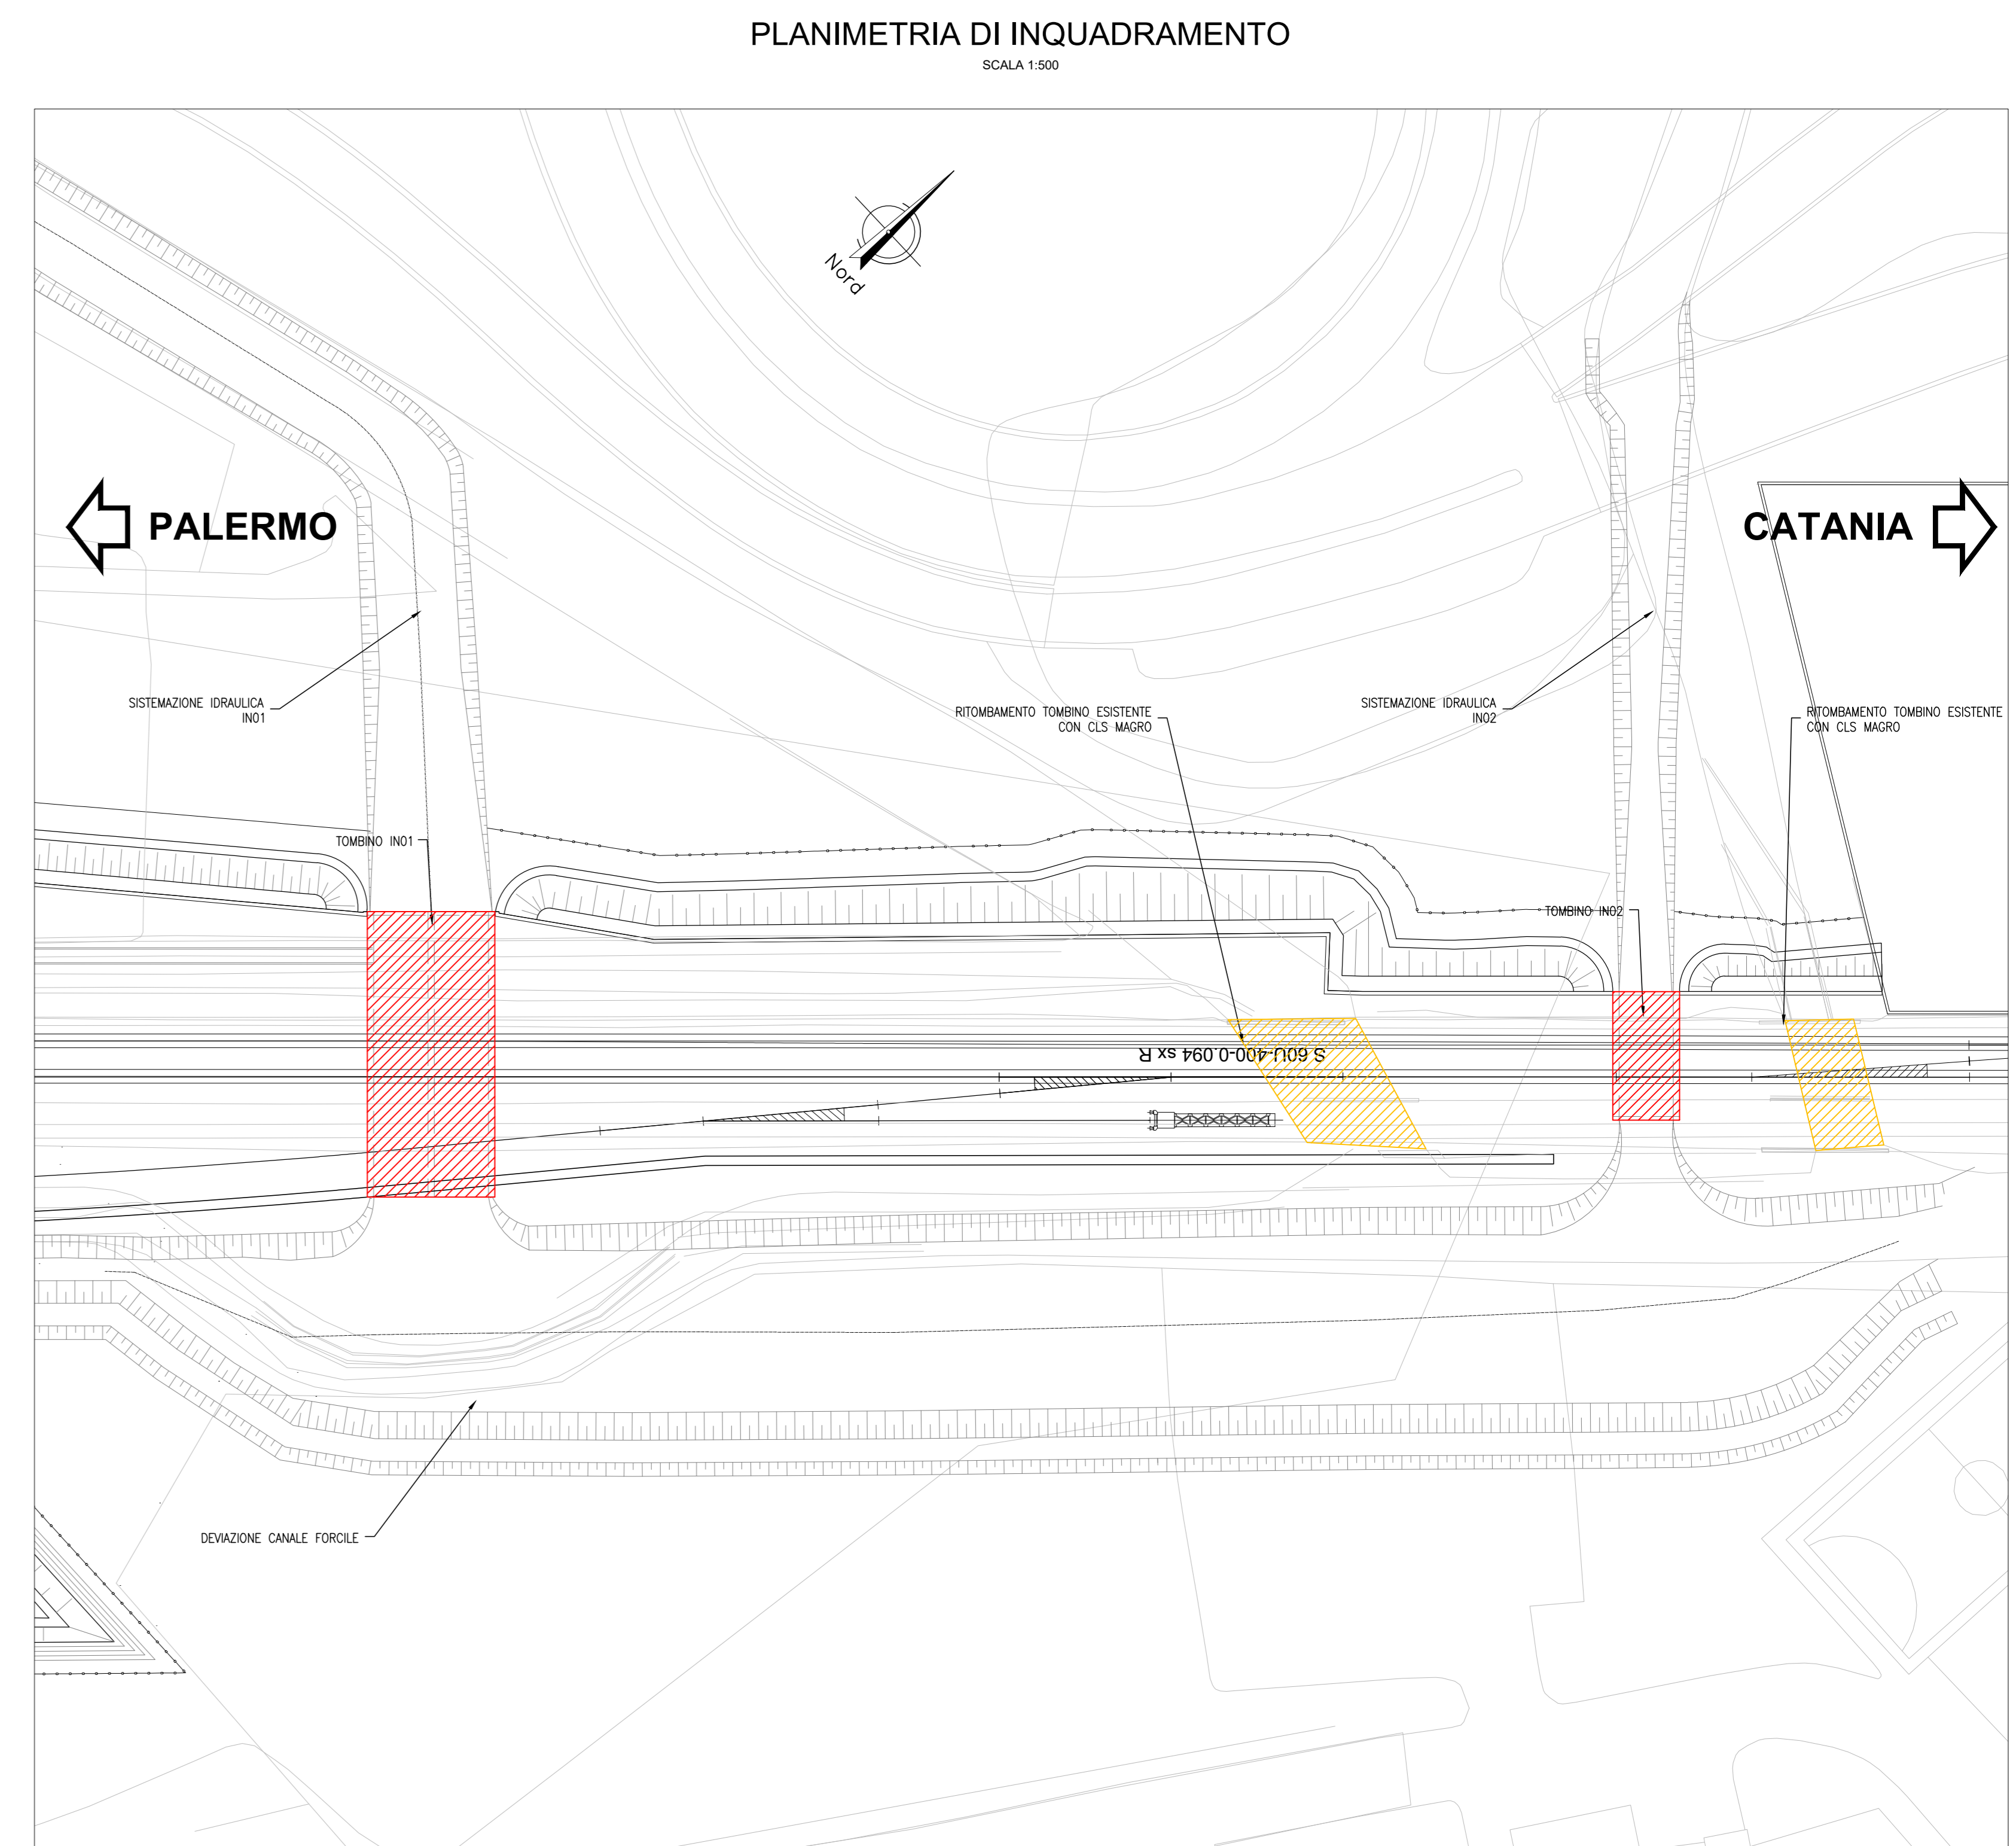 PLANIMETRIA DI INQUADRAMENTO
SCALA 1:500
Nord
PALERMO
CATANIA
SISTEMAZIONE IDRAULICA
IN01
RITOMBAMENTO TOMBINO ESISTENTE
CON CLS MAGRO
SISTEMAZIONE IDRAULICA
IN02
RITOMBAMENTO TOMBINO ESISTENTE
CON CLS MAGRO
TOMBINO IN01
TOMBINO IN02
S 60U-400-0.094 sx R
DEVIAZIONE CANALE FORCILE